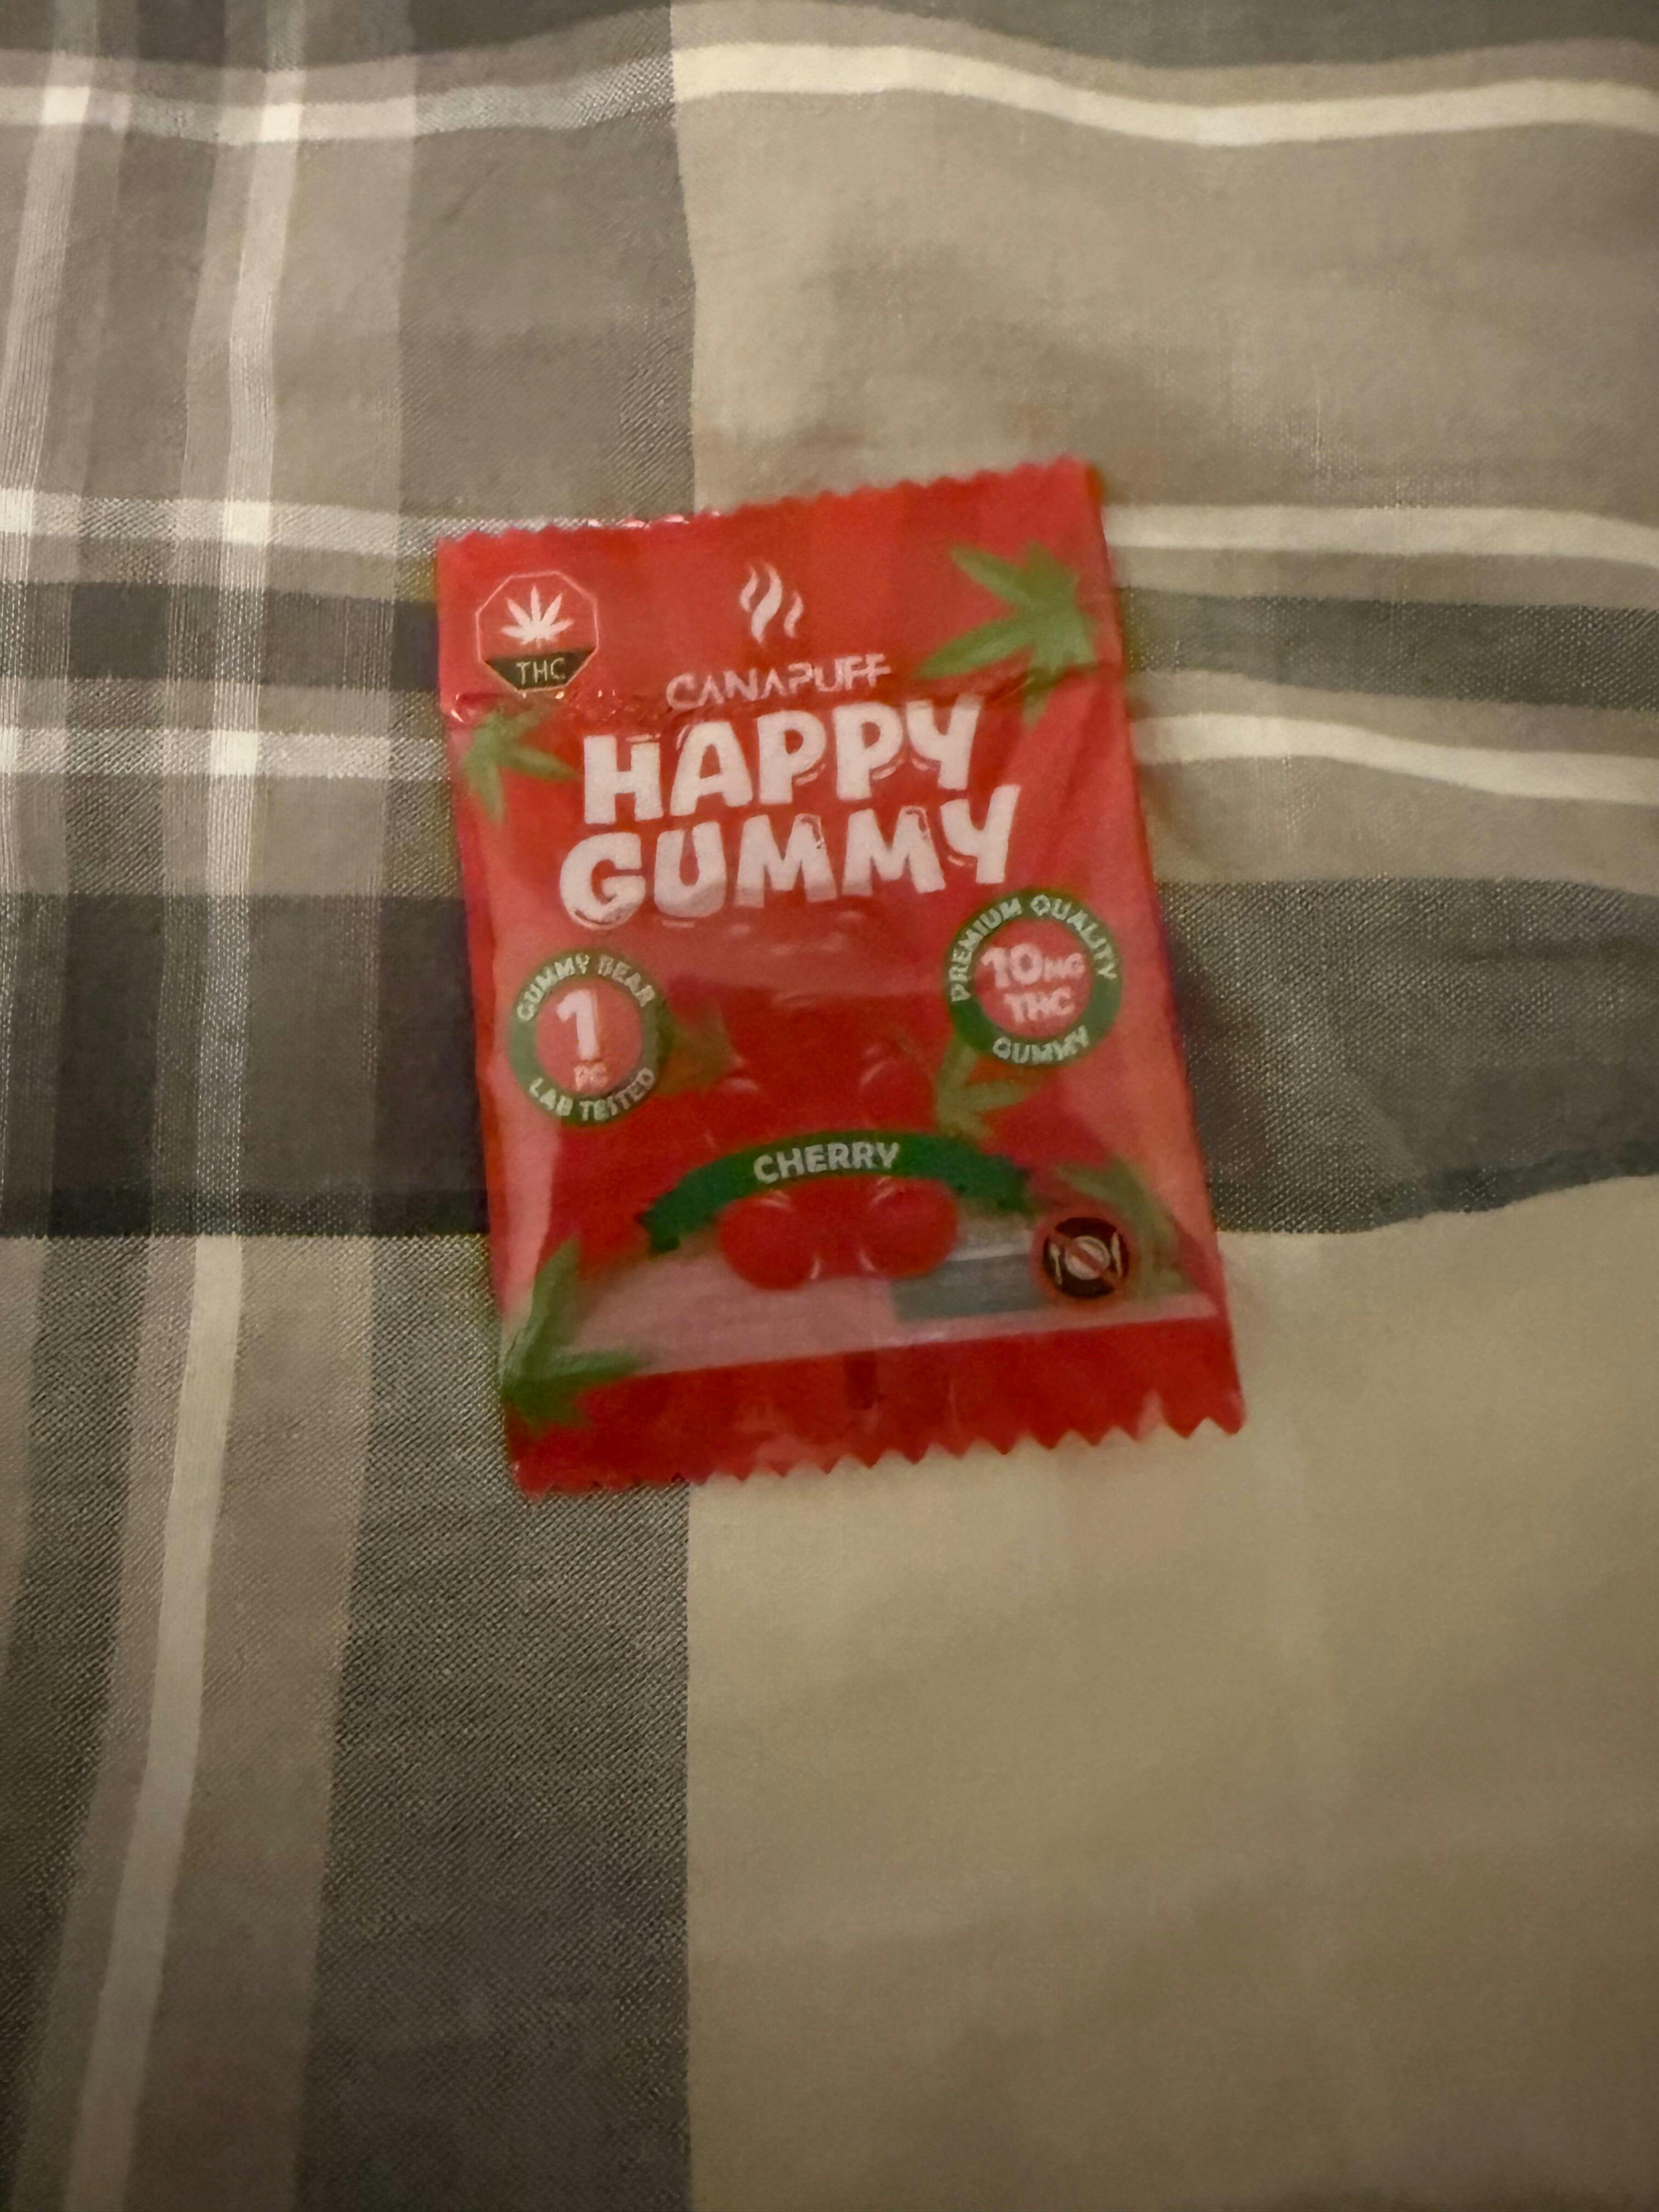 THC
CANAPUFF
HAPPY
GUMMY
PREMIUM QUALITY
10MG
THC
GUMMY
GUMMY BEAR
1
PC
LAB TESTED
CHERRY